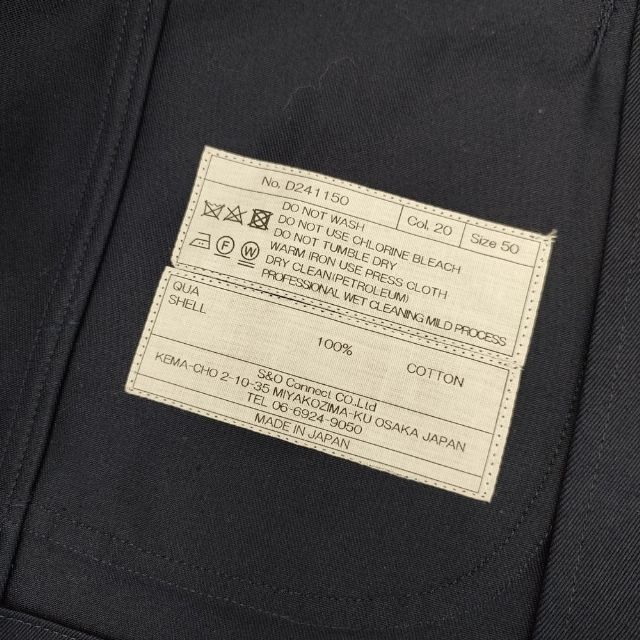 No. D241150 Col. 20 Size 50
DO NOT WASH
DO NOT USE CHLORINE BLEACH
DO NOT TUMBLE DRY
WARM IRON USE PRESS CLOTH
DRY CLEAN(PETROLEUM)
PROFESSIONAL WET CLEANING MILD PROCESS
F W
QUA
SHELL
100% COTTON
S&O Connect CO.,Ltd
KEMA-CHO 2-10-35 MIYAKOZIMA-KU OSAKA JAPAN
TEL 06-6924-9050
MADE IN JAPAN